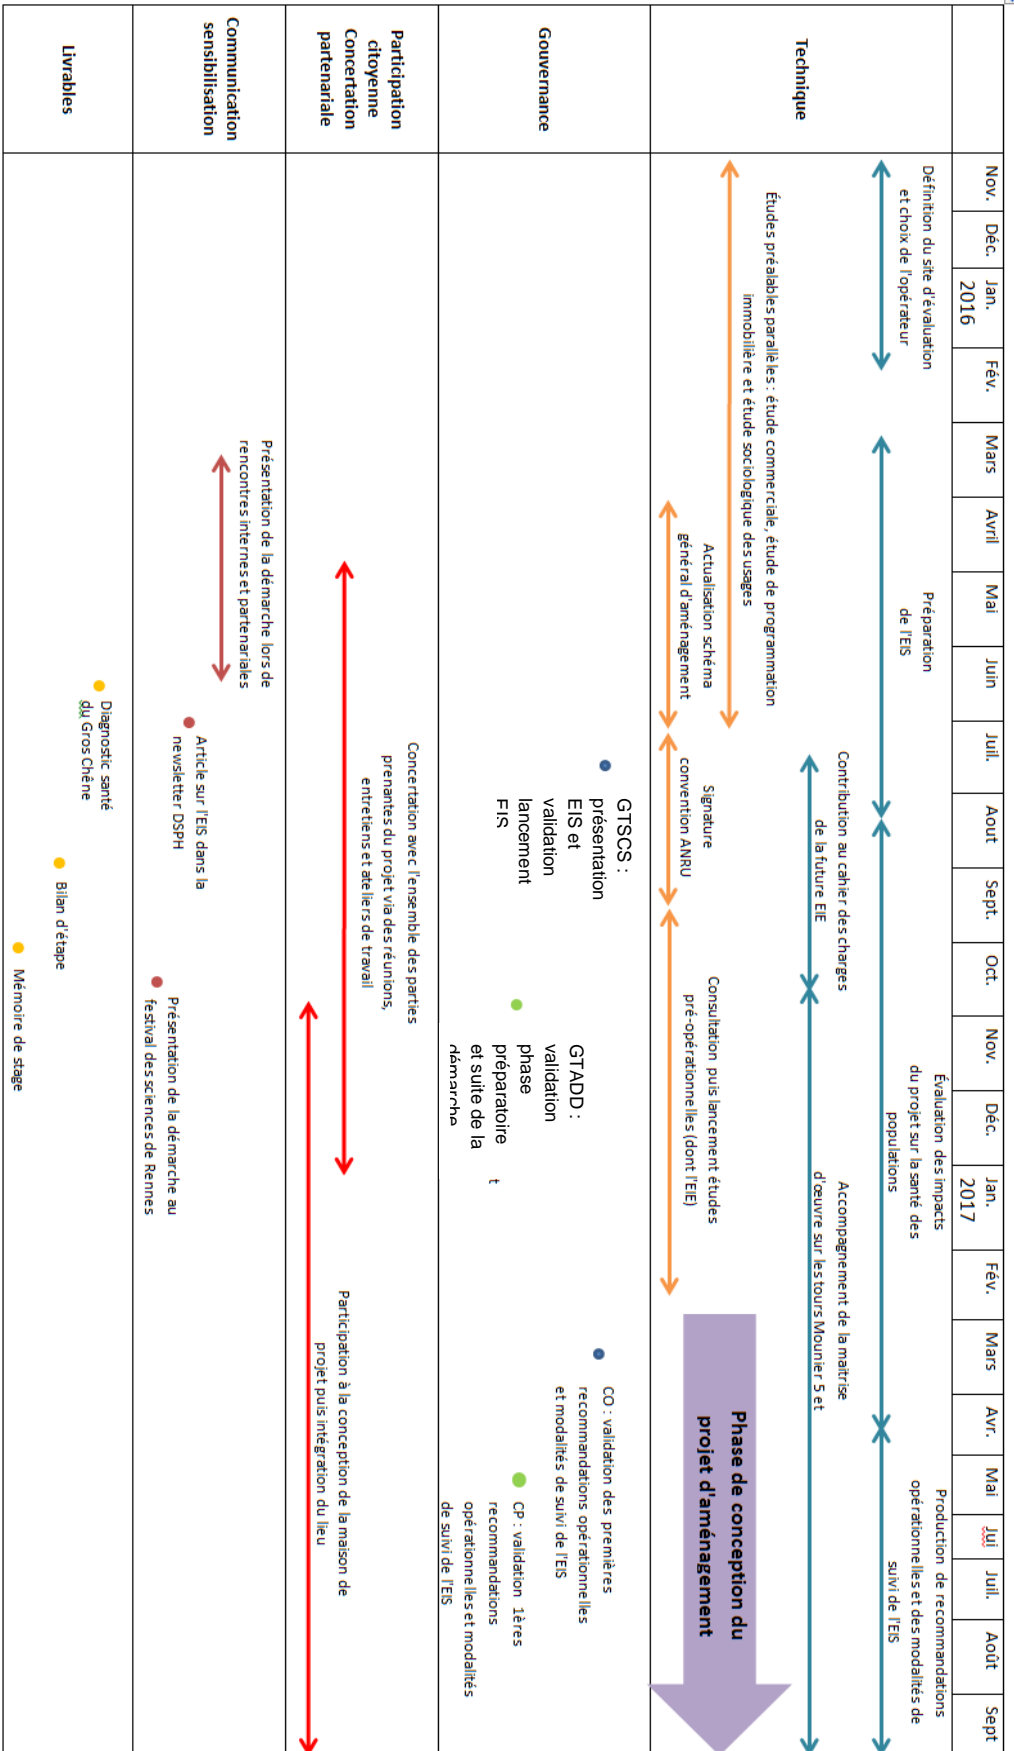 Nov.
Déc.
Jan.
2016
Fév.
Mars
Avril
Mai
Juin
Juil.
Aout
Sept.
Oct.
Nov.
Déc.
Jan.
2017
Fév.
Mars
Avr.
Mai
Jui
Juil.
Août
Sept
Technique
Définition du site d'évaluation
et choix de l'opérateur
Préparation
de l'EIS
Évaluation des impacts
du projet sur la santé des
populations
Production de recommandations
opérationnelles et des modalités de
suivi de l'EIS
Contribution au cahier des charges
de la future EIE
Accompagnement de la maitrise
d'œuvre sur les tours Mounier 5 et
Études préalables parallèles : étude commerciale, étude de programmation
immobilière et étude sociologique des usages
Actualisation schéma
général d'aménagement
Signature
convention ANRU
Consultation puis lancement études
pré-opérationnelles (dont l'EIE)
Phase de conception du
projet d'aménagement
Gouvernance
GTSCS :
présentation
EIS et
validation
lancement
EIS
GTADD :
validation
phase
préparatoire
et suite de la
démarche
t
CO : validation des premières
recommandations opérationnelles
et modalités de suivi de l'EIS
CP : validation 1ères
recommandations
opérationnelles et modalités
de suivi de l'EIS
Participation
citoyenne
Concertation
partenariale
Concertation avec l'ensemble des parties
prenantes du projet via des réunions,
entretiens et ateliers de travail
Participation à la conception de la maison de
projet puis intégration du lieu
Communication
sensibilisation
Présentation de la démarche lors de
rencontres internes et partenariales
Article sur l'EIS dans la
newsletter DSPH
Présentation de la démarche au
festival des sciences de Rennes
Livrables
Diagnostic santé
du Gros Chêne
Bilan d'étape
Mémoire de stage